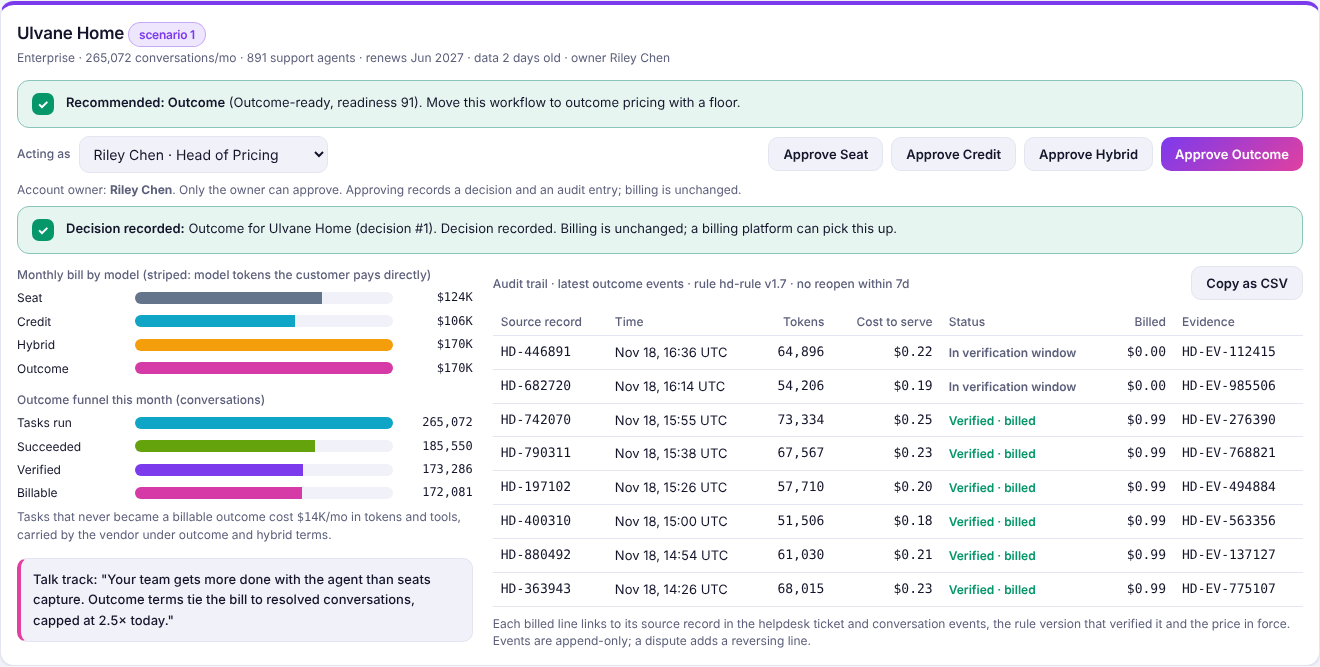 Ulvane Home scenario 1
Enterprise · 265,072 conversations/mo · 891 support agents · renews Jun 2027 · data 2 days old · owner Riley Chen
Recommended: Outcome (Outcome-ready, readiness 91). Move this workflow to outcome pricing with a floor.
Acting as Riley Chen · Head of Pricing Approve Seat Approve Credit Approve Hybrid Approve Outcome
Account owner: Riley Chen. Only the owner can approve. Approving records a decision and an audit entry; billing is unchanged.
Decision recorded: Outcome for Ulvane Home (decision #1). Decision recorded. Billing is unchanged; a billing platform can pick this up.
Monthly bill by model (striped: model tokens the customer pays directly)
Seat $124K
Credit $106K
Hybrid $170K
Outcome $170K
Outcome funnel this month (conversations)
Tasks run 265,072
Succeeded 185,550
Verified 173,286
Billable 172,081
Tasks that never became a billable outcome cost $14K/mo in tokens and tools,
carried by the vendor under outcome and hybrid terms.
Talk track: "Your team gets more done with the agent than seats
capture. Outcome terms tie the bill to resolved conversations,
capped at 2.5× today."
Audit trail · latest outcome events · rule hd-rule v1.7 · no reopen within 7d Copy as CSV
Source record Time Tokens Cost to serve Status Billed Evidence
HD-446891 Nov 18, 16:36 UTC 64,896 $0.22 In verification window $0.00 HD-EV-112415
HD-682720 Nov 18, 16:14 UTC 54,206 $0.19 In verification window $0.00 HD-EV-985506
HD-742070 Nov 18, 15:55 UTC 73,334 $0.25 Verified · billed $0.99 HD-EV-276390
HD-790311 Nov 18, 15:38 UTC 67,567 $0.23 Verified · billed $0.99 HD-EV-768821
HD-197102 Nov 18, 15:26 UTC 57,710 $0.20 Verified · billed $0.99 HD-EV-494884
HD-400310 Nov 18, 15:00 UTC 51,506 $0.18 Verified · billed $0.99 HD-EV-563356
HD-880492 Nov 18, 14:54 UTC 61,030 $0.21 Verified · billed $0.99 HD-EV-137127
HD-363943 Nov 18, 14:26 UTC 68,015 $0.23 Verified · billed $0.99 HD-EV-775107
Each billed line links to its source record in the helpdesk ticket and conversation events, the rule version that verified it and the price in force.
Events are append-only; a dispute adds a reversing line.